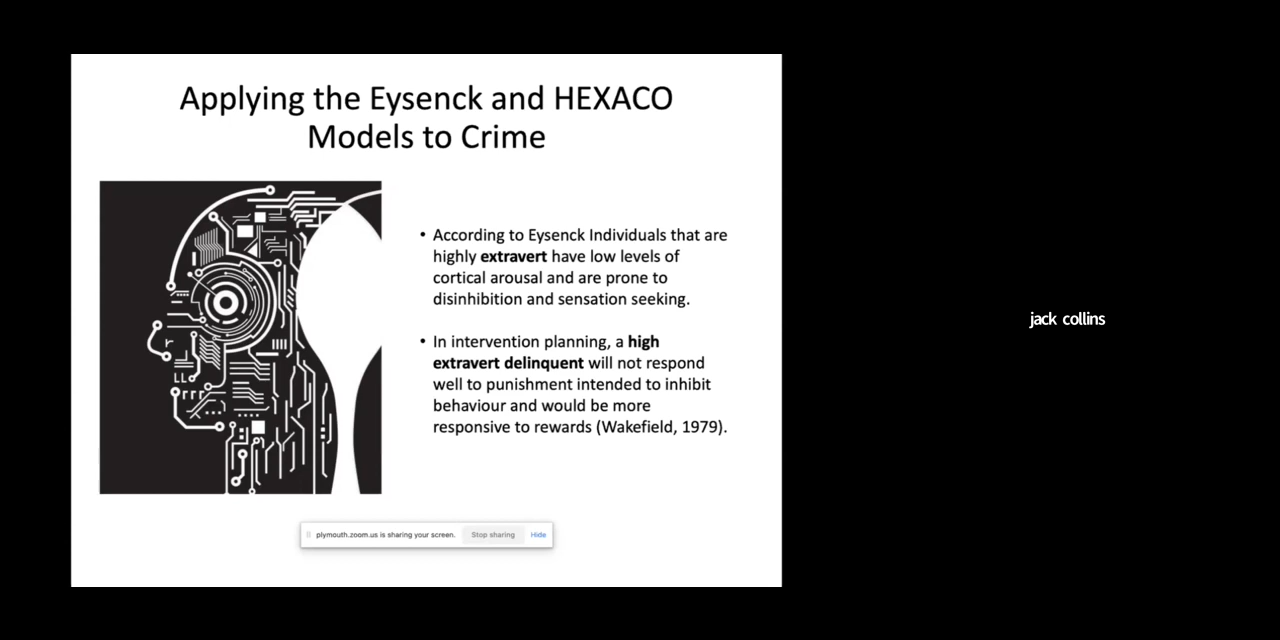 Applying the Eysenck and HEXACO
Models to Crime
• According to Eysenck Individuals that are
highly extravert have low levels of
cortical arousal and are prone to
disinhibition and sensation seeking.
• In intervention planning, a high
extravert delinquent will not respond
well to punishment intended to inhibit
behaviour and would be more
responsive to rewards (Wakefield, 1979).
plymouth.zoom.us is sharing your screen. Stop sharing Hide
jack collins